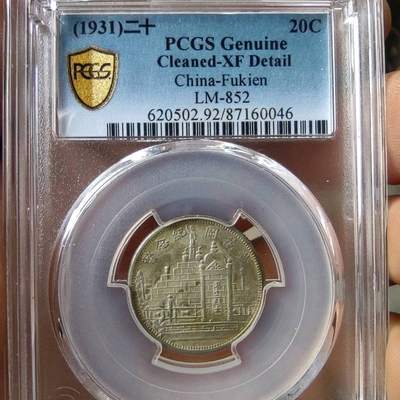 (1931)二十 20C
PCGS Genuine
Cleaned-XF Detail
China-Fukien
LM-852
620502.92/87160046
PCGS